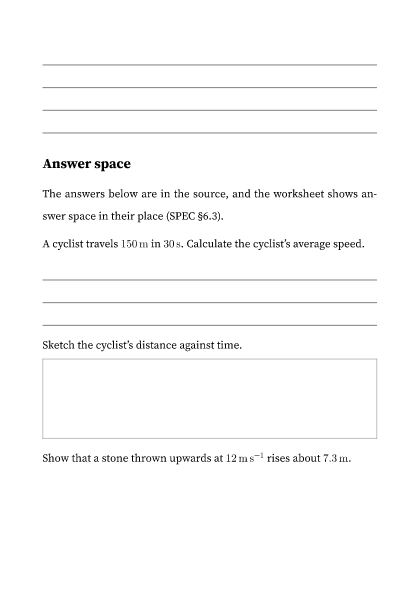 Answer space
The answers below are in the source, and the worksheet shows an-
swer space in their place (SPEC §6.3).
A cyclist travels 150 m in 30 s. Calculate the cyclist’s average speed.
Sketch the cyclist’s distance against time.
Show that a stone thrown upwards at 12 m s⁻¹ rises about 7.3 m.